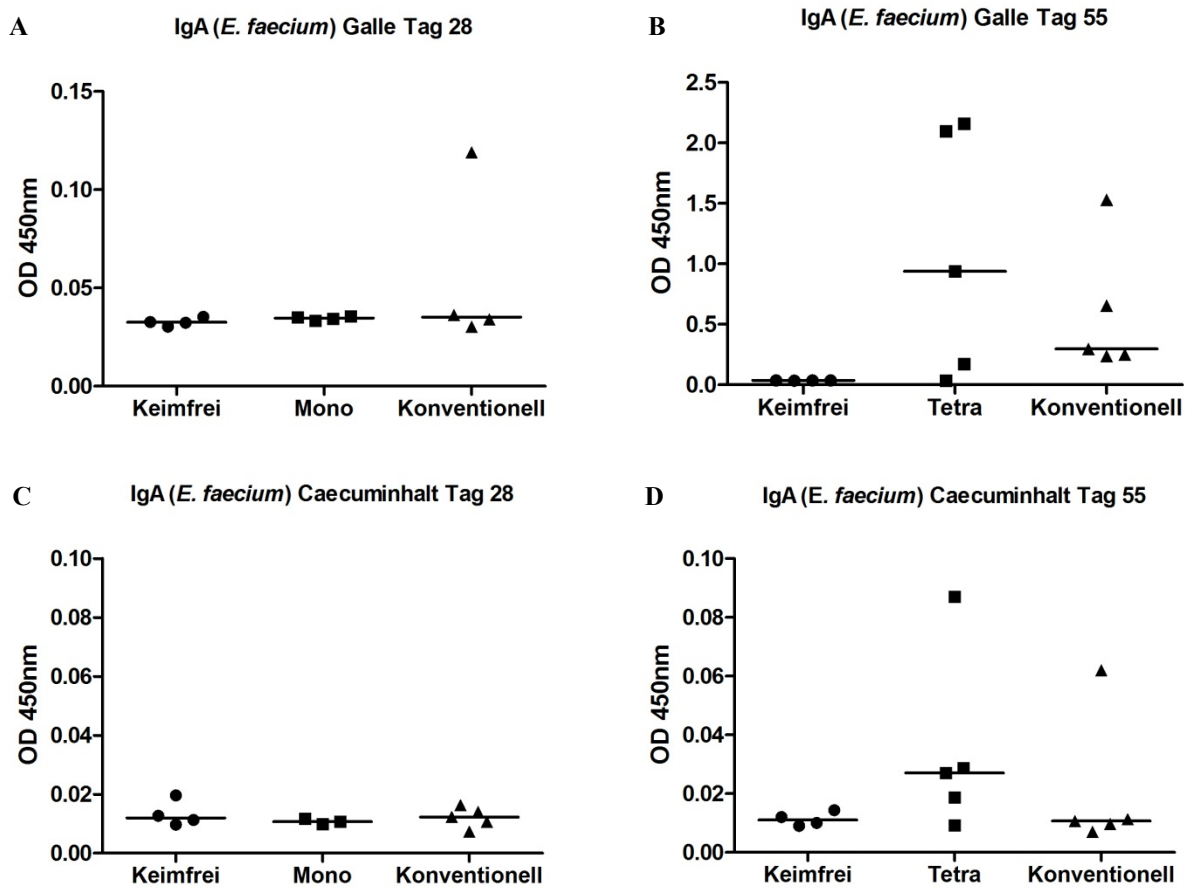 A
IgA (E. faecium) Galle Tag 28
OD 450nm
0.15
0.10
0.05
0.00
Keimfrei Mono Konventionell
B
IgA (E. faecium) Galle Tag 55
OD 450nm
2.5
2.0
1.5
1.0
0.5
0.0
Keimfrei Tetra Konventionell
C
IgA (E. faecium) Caecuminhalt Tag 28
OD 450nm
0.10
0.08
0.06
0.04
0.02
0.00
Keimfrei Mono Konventionell
D
IgA (E. faecium) Caecuminhalt Tag 55
OD 450nm
0.10
0.08
0.06
0.04
0.02
0.00
Keimfrei Tetra Konventionell